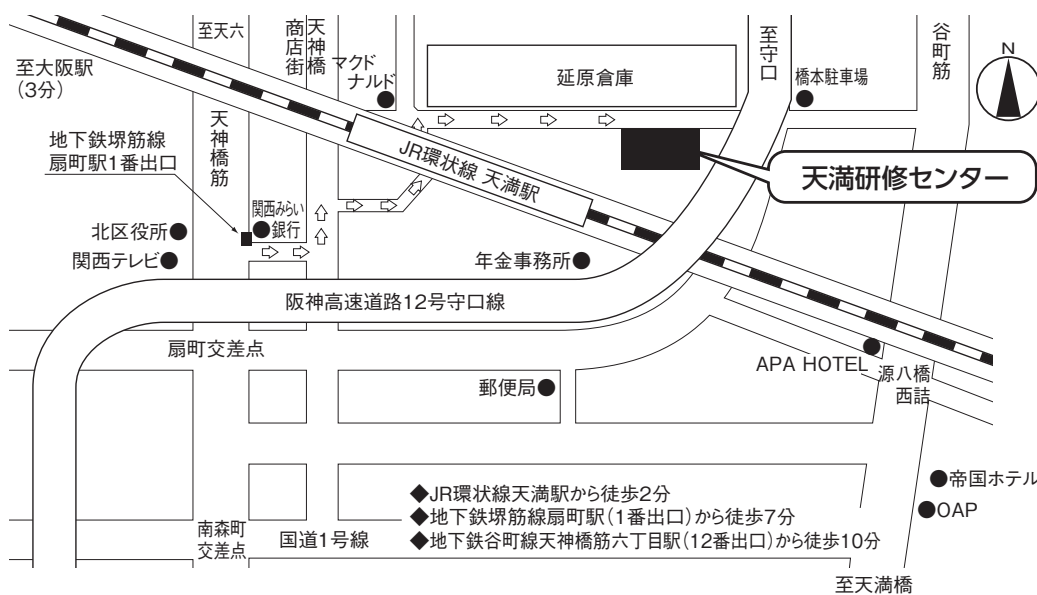 至天六
天神橋
商店街
マクド
ナルド
至大阪駅
（3分）
延原倉庫
至守口
橋本駐車場
谷町筋
N
地下鉄堺筋線
扇町駅1番出口
天神橋筋
JR環状線 天満駅
天満研修センター
関西みらい
銀行
北区役所
関西テレビ
年金事務所
阪神高速道路12号守口線
扇町交差点
APA HOTEL
源八橋
西詰
郵便局
帝国ホテル
OAP
◆JR環状線天満駅から徒歩2分
◆地下鉄堺筋線扇町駅（1番出口）から徒歩7分
◆地下鉄谷町線天神橋筋六丁目駅（12番出口）から徒歩10分
南森町
交差点
国道1号線
至天満橋